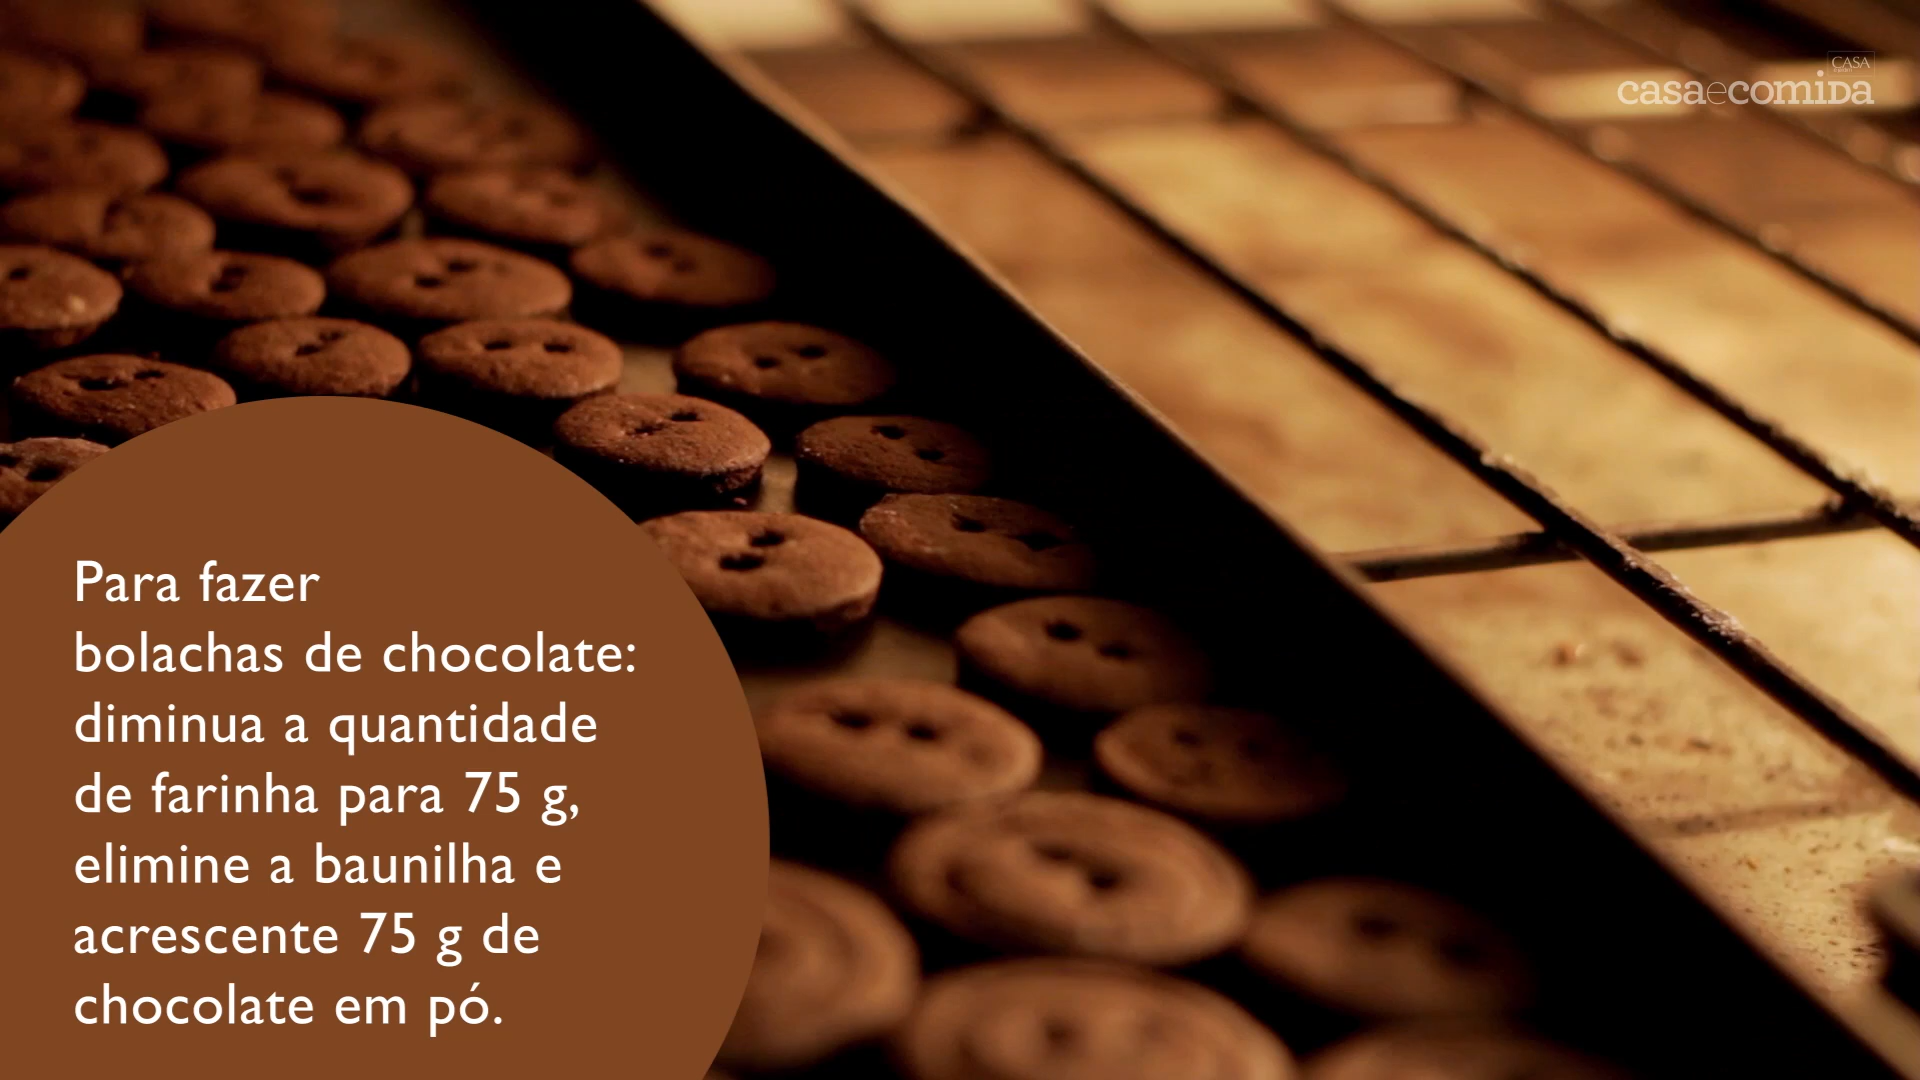 CASA
casaecomiDa
Para fazer
bolachas de chocolate:
diminua a quantidade
de farinha para 75 g,
elimine a baunilha e
acrescente 75 g de
chocolate em pó.